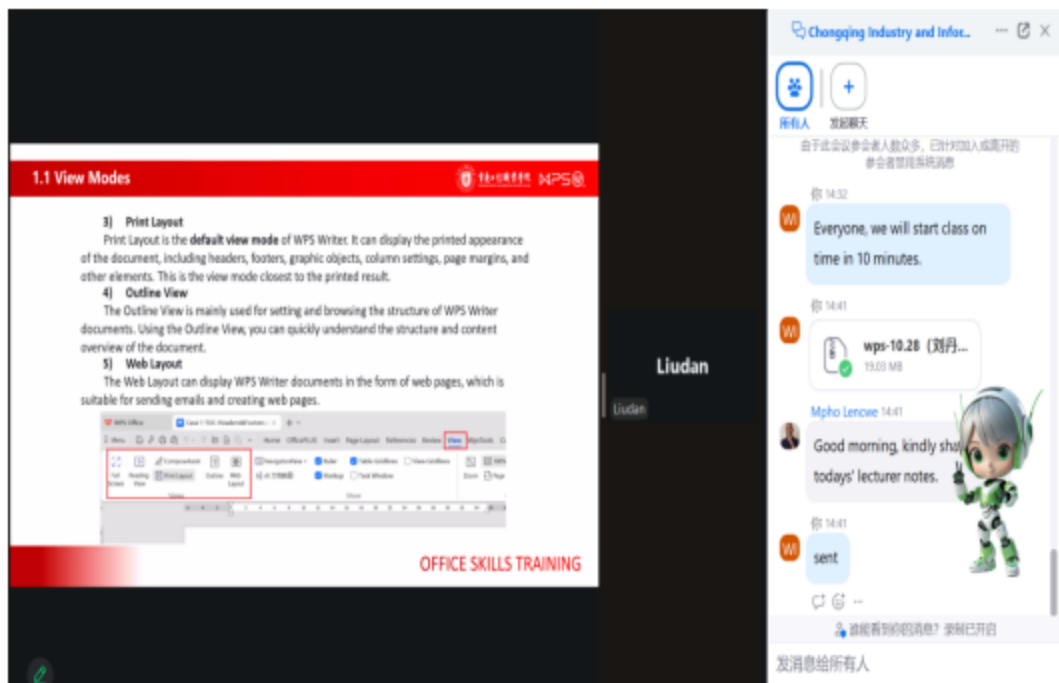 1.1 View Modes
WPS
3) Print Layout
Print Layout is the default view mode of WPS Writer. It can display the printed appearance
of the document, including headers, footers, graphic objects, column settings, page margins, and
other elements. This is the view mode closest to the printed result.
4) Outline View
The Outline View is mainly used for setting and browsing the structure of WPS Writer
documents. Using the Outline View, you can quickly understand the structure and content
overview of the document.
5) Web Layout
The Web Layout can display WPS Writer documents in the form of web pages, which is
suitable for sending emails and creating web pages.
WPS Office
Menu Home OfficePLUS Insert Page Layout References Review View
Full Screen Reading View Print Layout Outline Web Layout
Ruler Table Gridlines View Gridlines
Markup Task Window
Zoom
OFFICE SKILLS TRAINING
Liudan
Liudan
Chongqing Industry and Infor...
所有人 发起聊天
由于此会议参会者人数众多，已针对加入或离开的
参会者禁用系统消息
你 14:32
WI
Everyone, we will start class on
time in 10 minutes.
你 14:41
WI
wps-10.28（刘丹...
19.03 MB
Mpho Lencwe 14:41
Good morning, kindly
todays' lecturer notes.
你 14:41
WI
sent
谁能看到你的消息？录制已开启
发消息给所有人